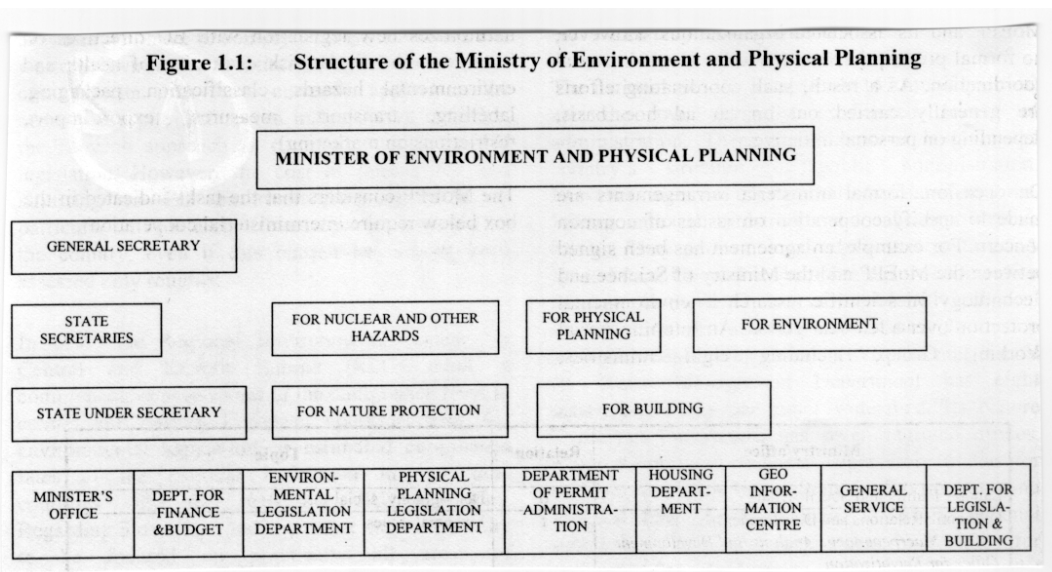 Figure I.1: Structure of the Ministry of Environment and Physical Planning
MINISTER OF ENVIRONMENT AND PHYSICAL PLANNING
GENERAL SECRETARY
STATE
SECRETARIES
FOR NUCLEAR AND OTHER
HAZARDS
FOR PHYSICAL
PLANNING
FOR ENVIRONMENT
STATE UNDER SECRETARY
FOR NATURE PROTECTION
FOR BUILDING
MINISTER'S
OFFICE
DEPT. FOR
FINANCE
&BUDGET
ENVIRON-
MENTAL
LEGISLATION
DEPARTMENT
PHYSICAL
PLANNING
LEGISLATION
DEPARTMENT
DEPARTMENT
OF PERMIT
ADMINISTRA-
TION
HOUSING
DEPART-
MENT
GEO
INFOR-
MATION
CENTRE
GENERAL
SERVICE
DEPT. FOR
LEGISLA-
TION &
BUILDING